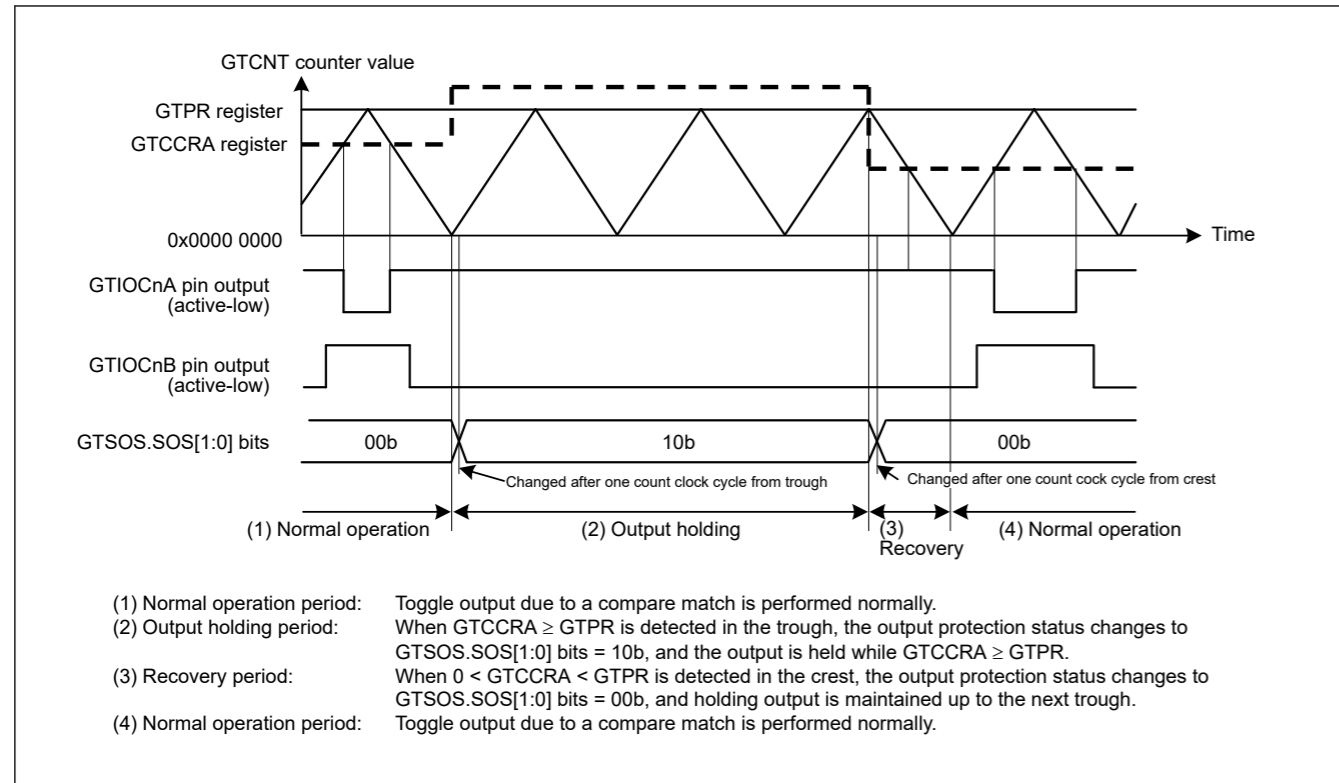 GTCNT counter value
GTPR register
GTCCRA register
0x0000 0000
Time
GTIOCnA pin output
(active-low)
GTIOCnB pin output
(active-low)
GTSOS.SOS[1:0] bits
00b
10b
00b
Changed after one count clock cycle from trough
Changed after one count cock cycle from crest
(1) Normal operation
(2) Output holding
(3)
Recovery
(4) Normal operation
(1) Normal operation period: Toggle output due to a compare match is performed normally.
(2) Output holding period: When GTCCRA ≥ GTPR is detected in the trough, the output protection status changes to
GTSOS.SOS[1:0] bits = 10b, and the output is held while GTCCRA ≥ GTPR.
(3) Recovery period: When 0 < GTCCRA < GTPR is detected in the crest, the output protection status changes to
GTSOS.SOS[1:0] bits = 00b, and holding output is maintained up to the next trough.
(4) Normal operation period: Toggle output due to a compare match is performed normally.